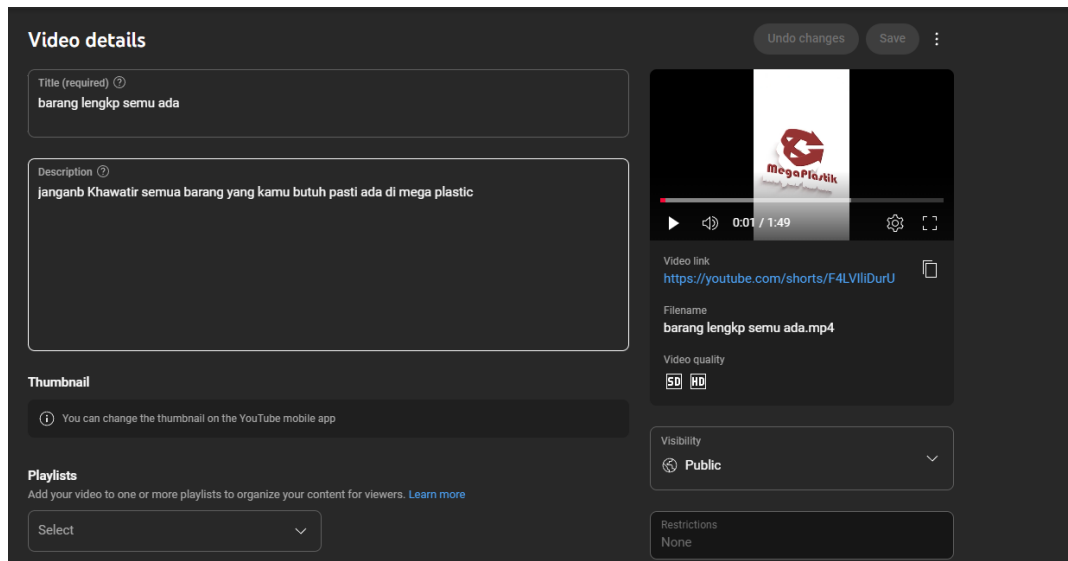 Video details
Undo changes
Save
Title (required)
barang lengkp semu ada
Description
janganb Khawatir semua barang yang kamu butuh pasti ada di mega plastic
MegaPlastik
0:01 / 1:49
Video link
https://youtube.com/shorts/F4LVIliDurU
Filename
barang lengkp semu ada.mp4
Video quality
SD HD
Thumbnail
You can change the thumbnail on the YouTube mobile app
Visibility
Public
Playlists
Add your video to one or more playlists to organize your content for viewers. Learn more
Select
Restrictions
None